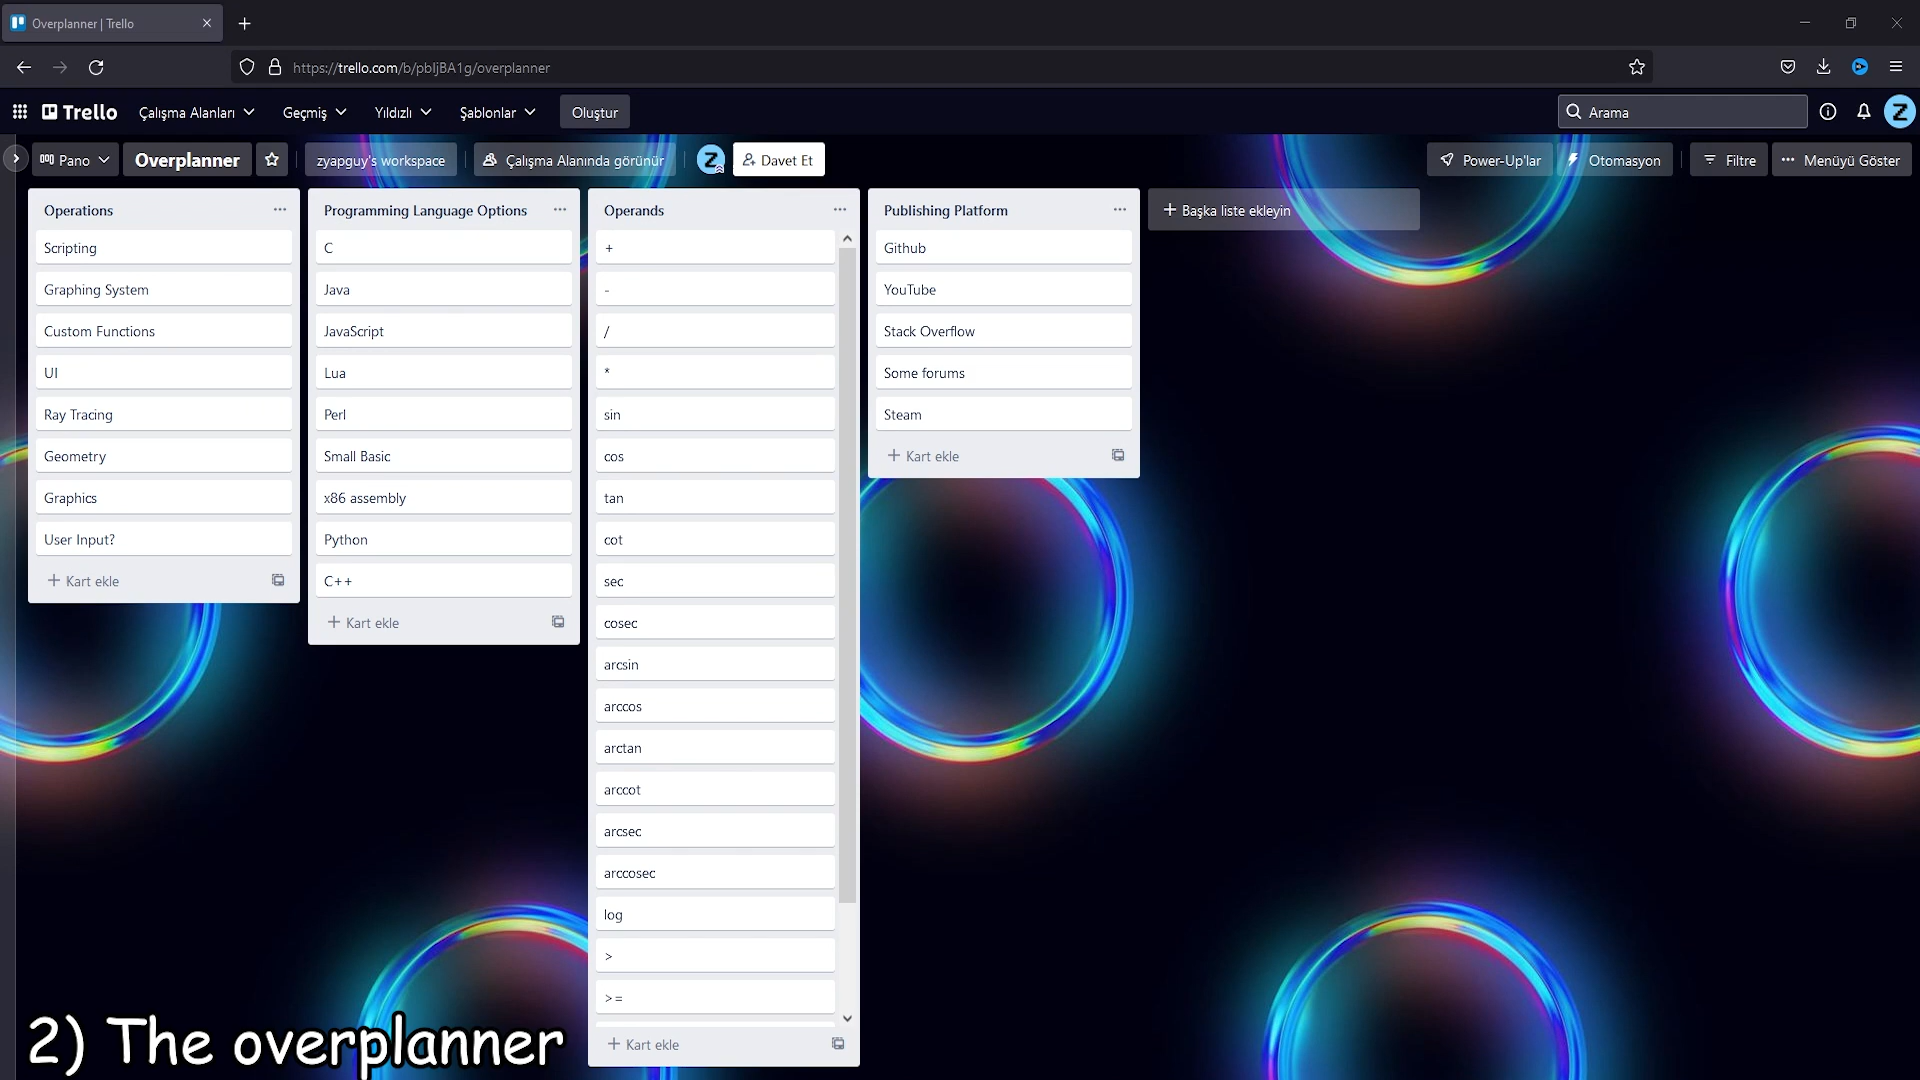 Overplanner | Trello
https://trello.com/b/pbIjBA1g/overplanner
Trello
Çalışma Alanları
Geçmiş
Yıldızlı
Şablonlar
Oluştur
Arama
Z
Pano
Overplanner
zyapguy's workspace
Çalışma Alanında görünür
Z
Davet Et
Power-Up'lar
Otomasyon
Filtre
Menüyü Göster
Operations
Scripting
Graphing System
Custom Functions
UI
Ray Tracing
Geometry
Graphics
User Input?
+ Kart ekle
Programming Language Options
C
Java
JavaScript
Lua
Perl
Small Basic
x86 assembly
Python
C++
+ Kart ekle
Operands
+
-
/
*
sin
cos
tan
cot
sec
cosec
arcsin
arccos
arctan
arccot
arcsec
arccosec
log
>
>=
+ Kart ekle
Publishing Platform
Github
YouTube
Stack Overflow
Some forums
Steam
+ Kart ekle
+ Başka liste ekleyin
2) The overplanner